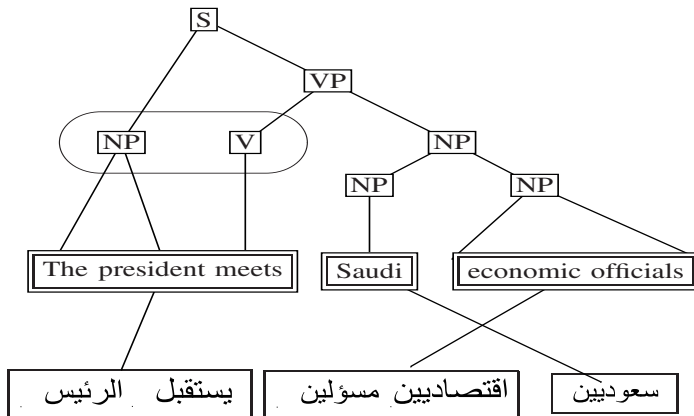 S
VP
NP V NP
NP NP
The president meets Saudi economic officials
يستقبل الرئيس
اقتصاديين مسؤلين
سعوديين